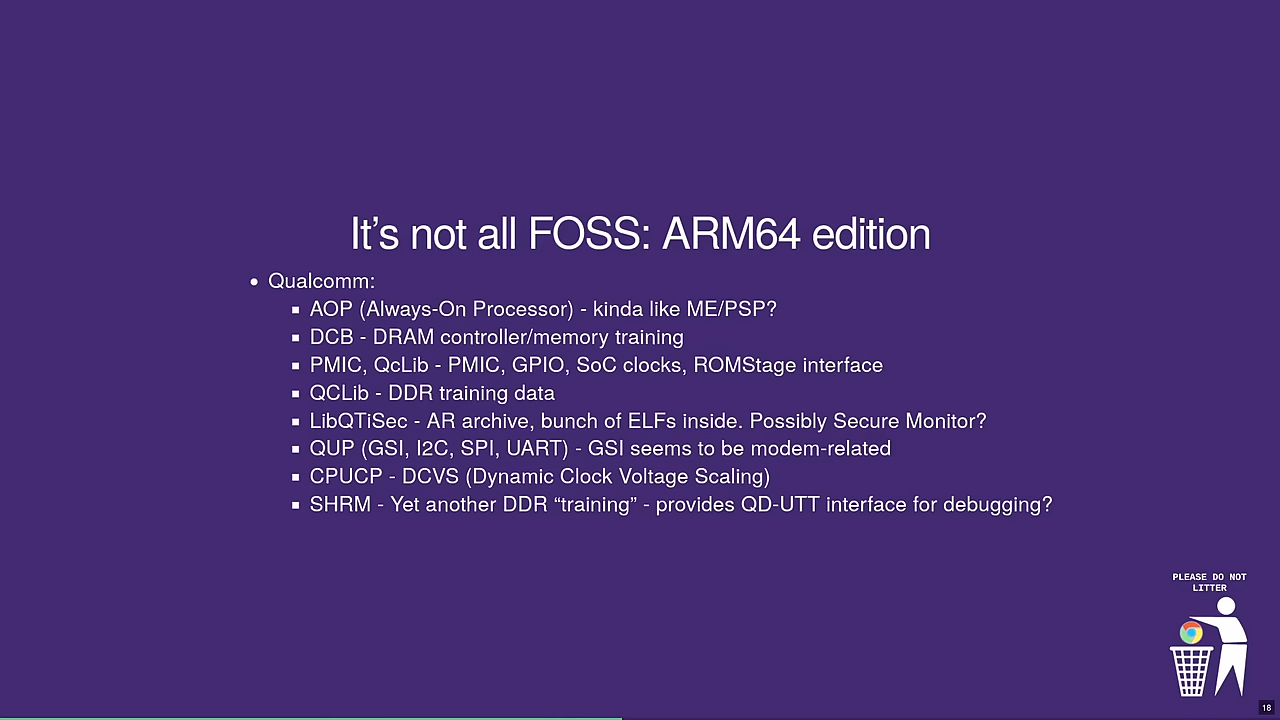 It’s not all FOSS: ARM64 edition
Qualcomm:
AOP (Always-On Processor) - kinda like ME/PSP?
DCB - DRAM controller/memory training
PMIC, QcLib - PMIC, GPIO, SoC clocks, ROMStage interface
QCLib - DDR training data
LibQTiSec - AR archive, bunch of ELFs inside. Possibly Secure Monitor?
QUP (GSI, I2C, SPI, UART) - GSI seems to be modem-related
CPUCP - DCVS (Dynamic Clock Voltage Scaling)
SHRM - Yet another DDR “training” - provides QD-UTT interface for debugging?
PLEASE DO NOT
LITTER
18